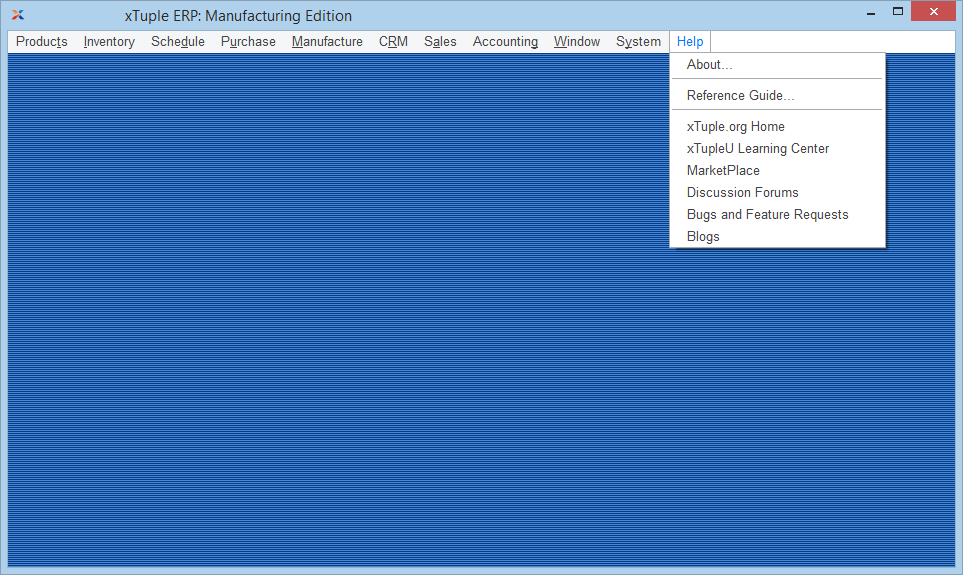 xTuple ERP: Manufacturing Edition
Products Inventory Schedule Purchase Manufacture CRM Sales Accounting Window System Help
About...
Reference Guide...
xTuple.org Home
xTupleU Learning Center
MarketPlace
Discussion Forums
Bugs and Feature Requests
Blogs